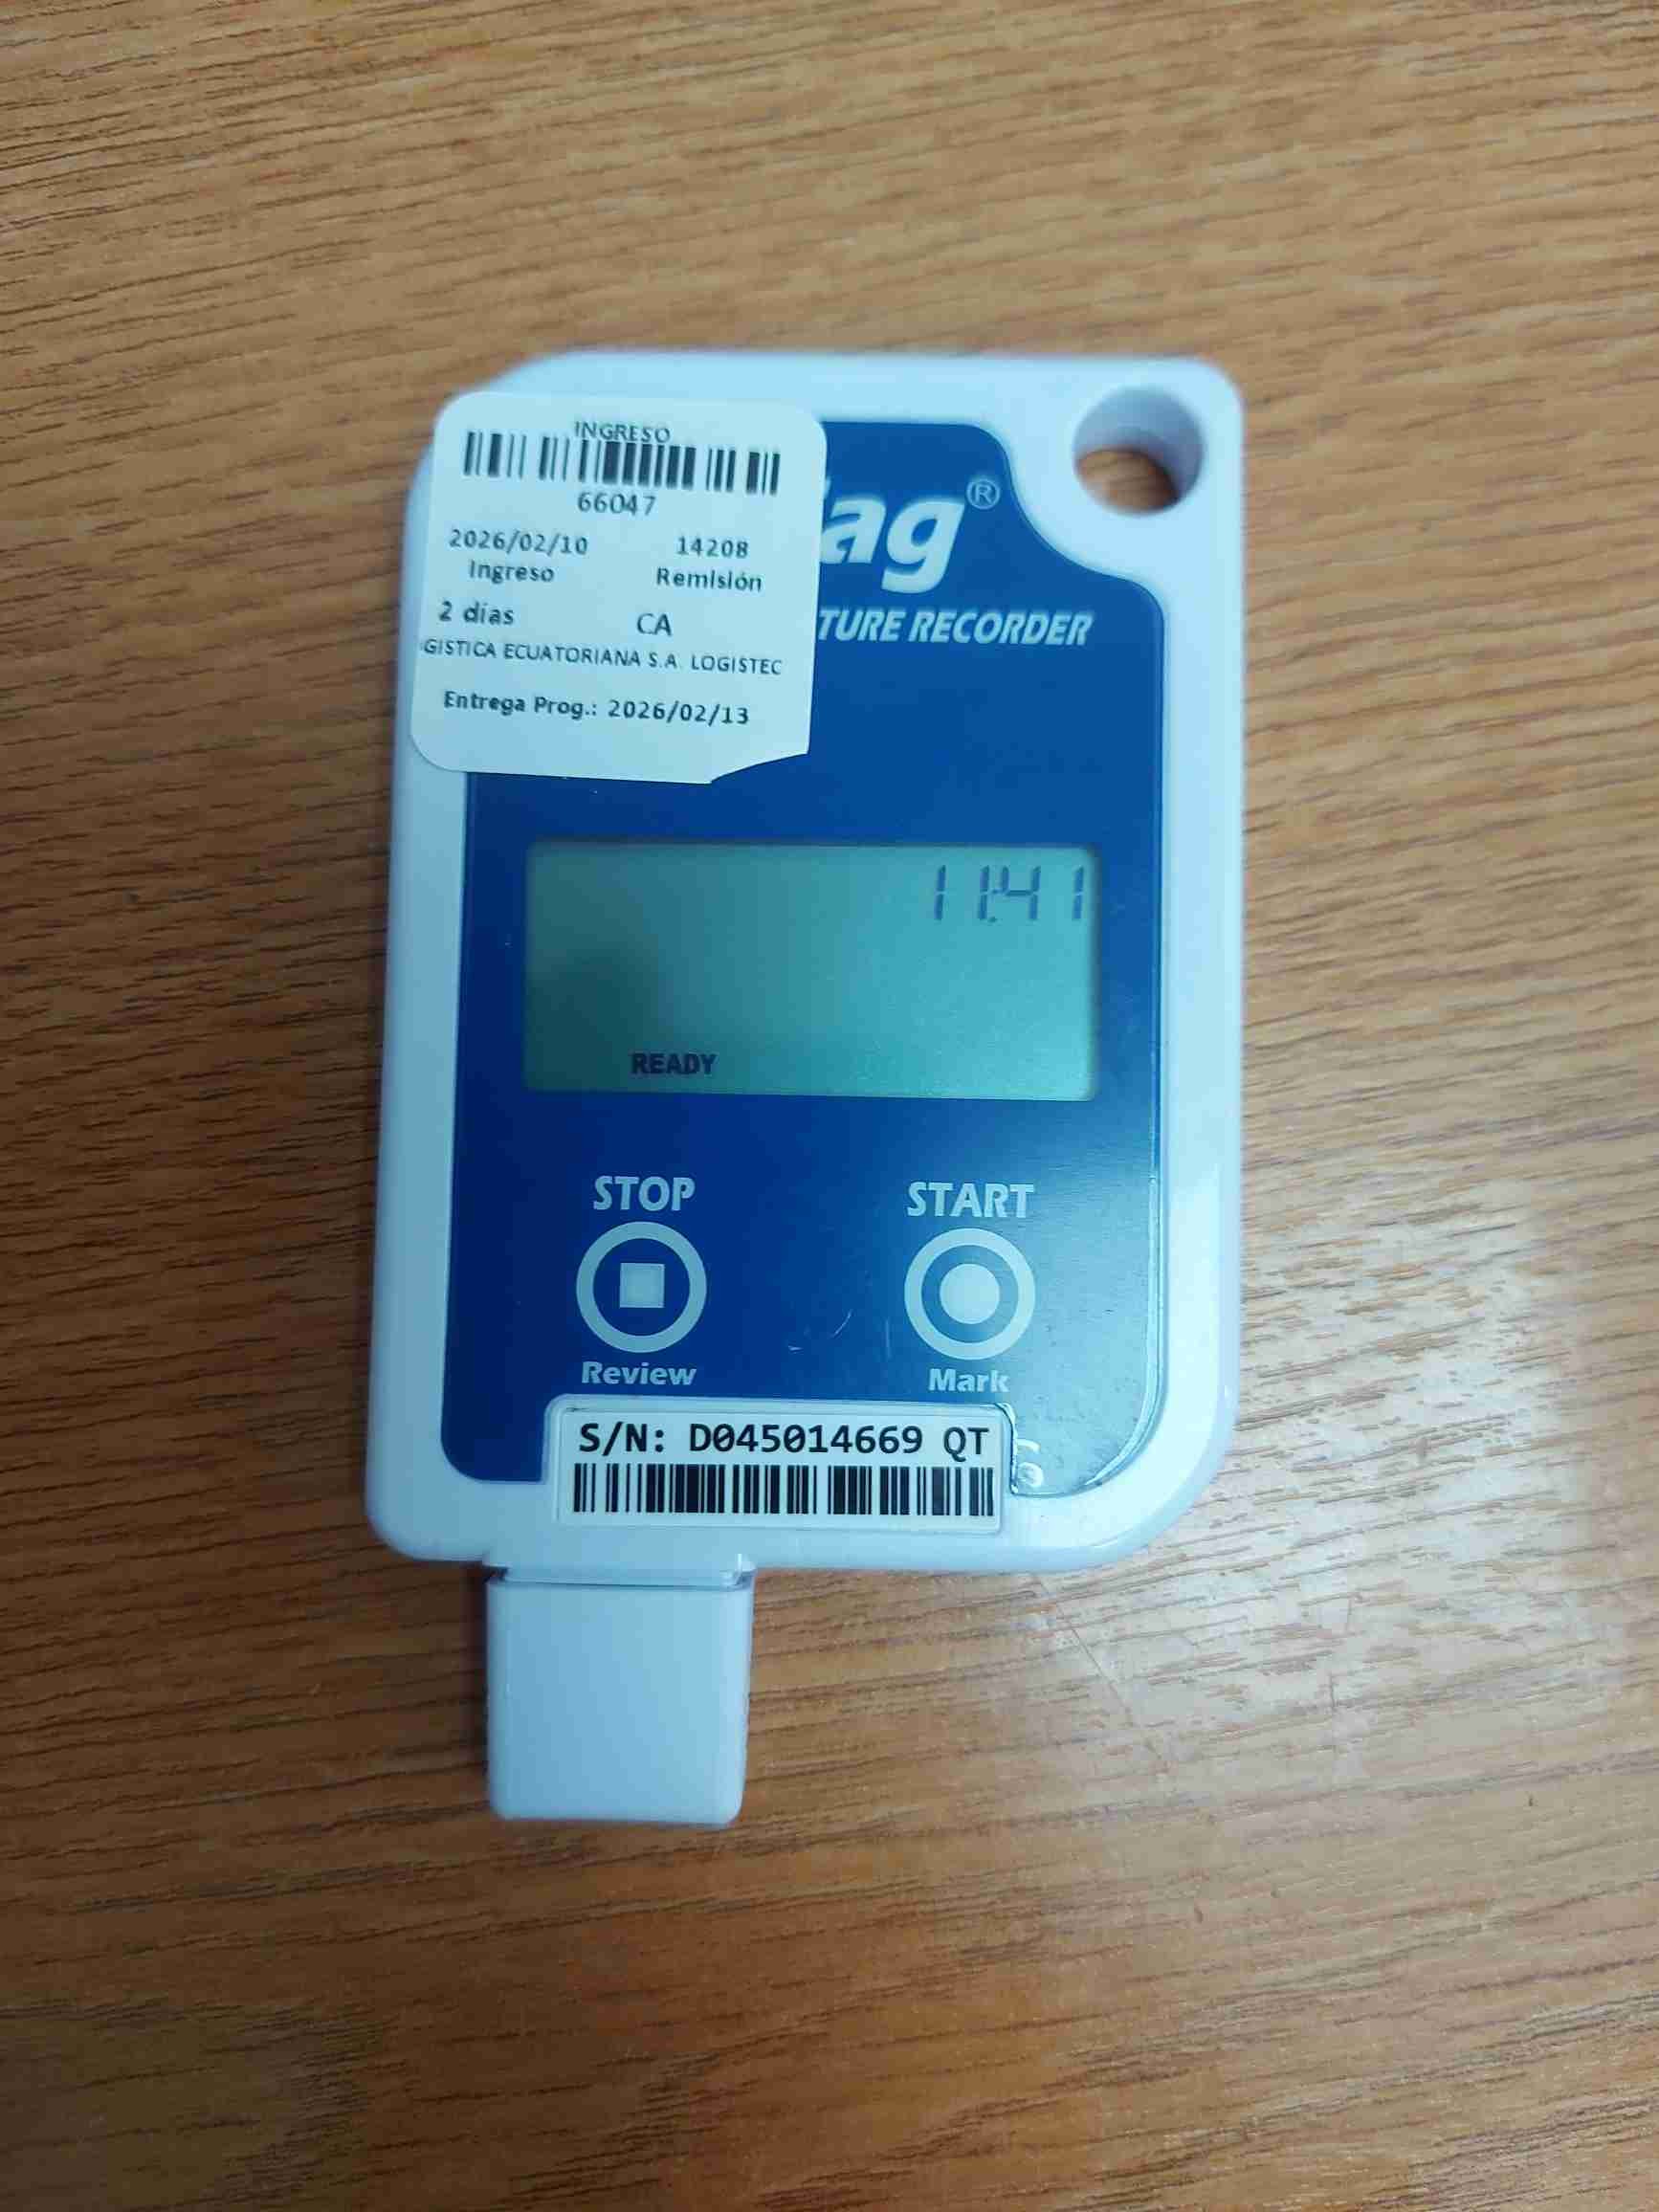 INGRESO
66047
2026/02/10 14208
Ingreso Remisión
2 días CA
GISTICA ECUATORIANA S.A. LOGISTEC
Entrega Prog.: 2026/02/13
ag®
TURE RECORDER
11:41
READY
STOP START
Review Mark
S/N: D045014669 QT